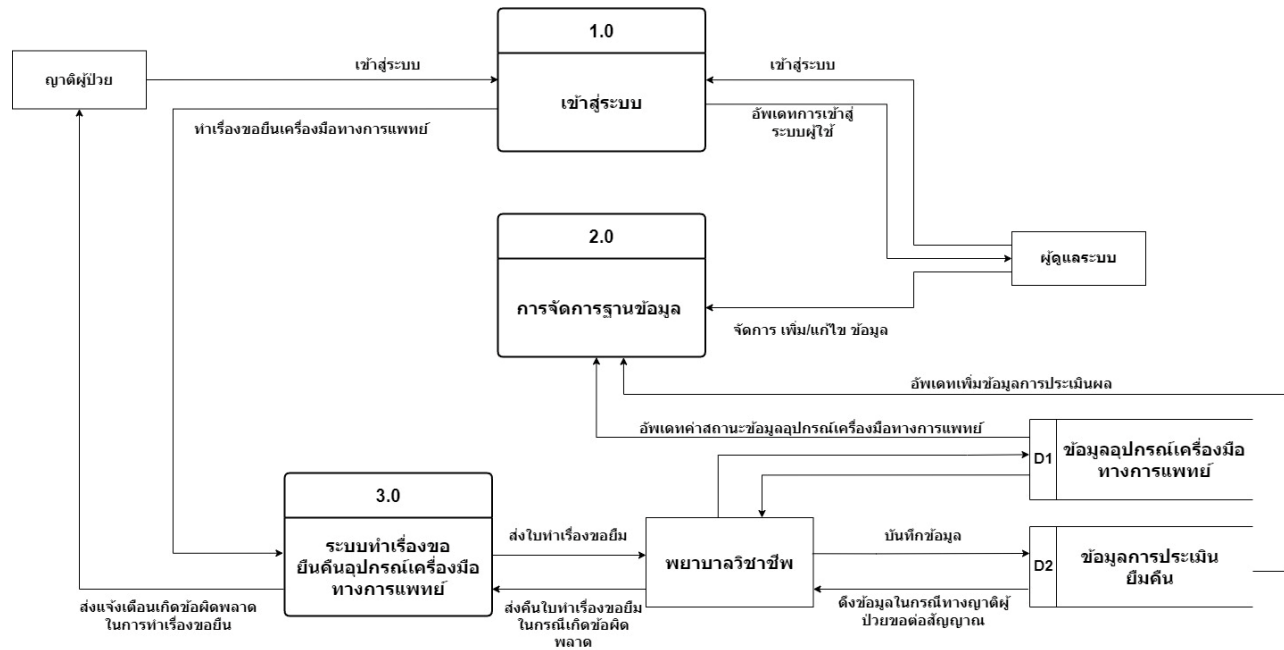 1.0
ญาติผู้ป่วย
เข้าสู่ระบบ
เข้าสู่ระบบ
เข้าสู่ระบบ
ทำเรื่องขอยืนเครื่องมือทางการแพทย์
อัพเดทการเข้าสู่
ระบบผู้ใช้
2.0
การจัดการฐานข้อมูล
ผู้ดูแลระบบ
จัดการ เพิ่ม/แก้ไข ข้อมูล
อัพเดทเพิ่มข้อมูลการประเมินผล
อัพเดทค่าสถานะข้อมูลอุปกรณ์เครื่องมือทางการแพทย์
D1
ข้อมูลอุปกรณ์เครื่องมือ
ทางการแพทย์
3.0
ระบบทำเรื่องขอ
ยืนคืนอุปกรณ์เครื่องมือ
ทางการแพทย์
ส่งใบทำเรื่องขอยืม
พยาบาลวิชาชีพ
บันทึกข้อมูล
D2
ข้อมูลการประเมิน
ยืมคืน
ส่งแจ้งเดือนเกิดข้อผิดพลาด
ในการทำเรื่องขอยืน
ส่งคืนใบทำเรื่องขอยืม
ในกรณีเกิดข้อผิด
พลาด
ดึงข้อมูลในกรณีทางญาติผู้
ป่วยขอต่อสัญญาณ